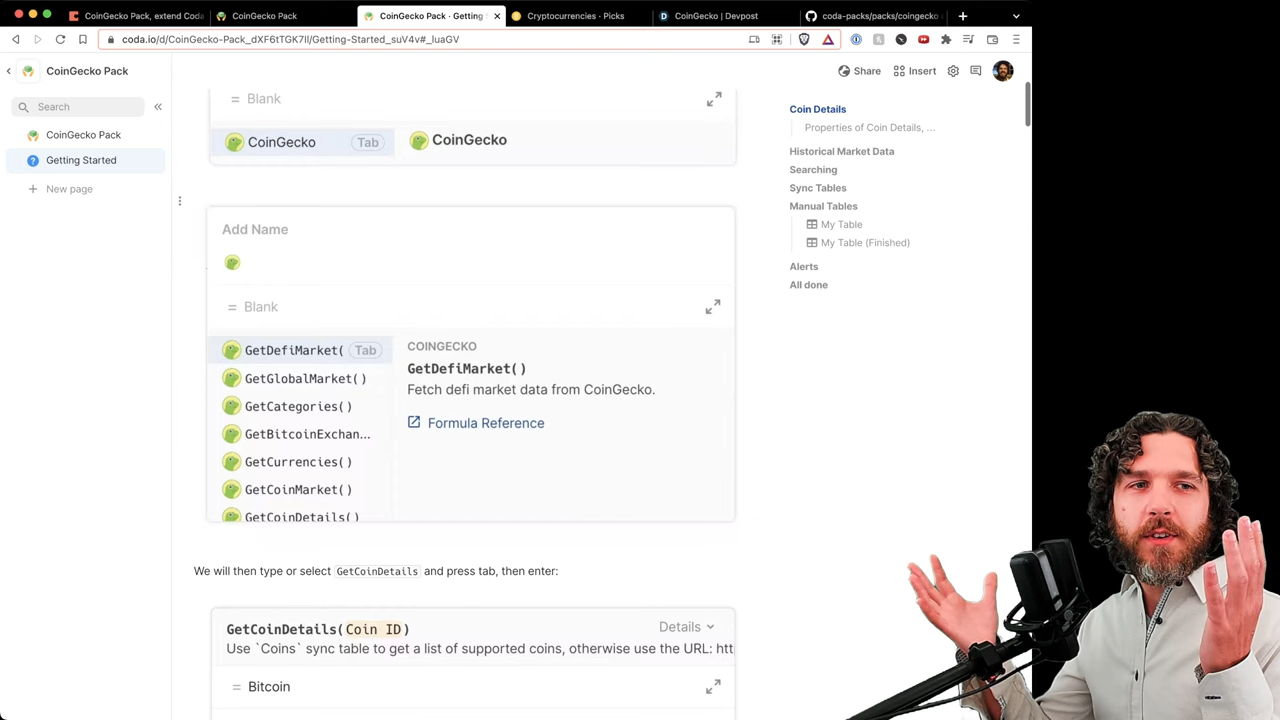 CoinGecko Pack, extend Coda
CoinGecko Pack
CoinGecko Pack · Getting S
Cryptocurrencies · Picks
CoinGecko | Devpost
coda-packs/packs/coingecko
coda.io/d/CoinGecko-Pack_dXF6tTGK7Il/Getting-Started_suV4v#_luaGV
CoinGecko Pack
Share
Insert
Search
CoinGecko Pack
Getting Started
New page
= Blank
CoinGecko
Tab
CoinGecko
Add Name
= Blank
GetDefiMarket(
Tab
GetGlobalMarket()
GetCategories()
GetBitcoinExchan...
GetCurrencies()
GetCoinMarket()
GetCoinDetails()
COINGECKO
GetDefiMarket()
Fetch defi market data from CoinGecko.
Formula Reference
We will then type or select GetCoinDetails and press tab, then enter:
GetCoinDetails(Coin ID)
Details
Use `Coins` sync table to get a list of supported coins, otherwise use the URL: htt
= Bitcoin
Coin Details
Properties of Coin Details, ...
Historical Market Data
Searching
Sync Tables
Manual Tables
My Table
My Table (Finished)
Alerts
All done